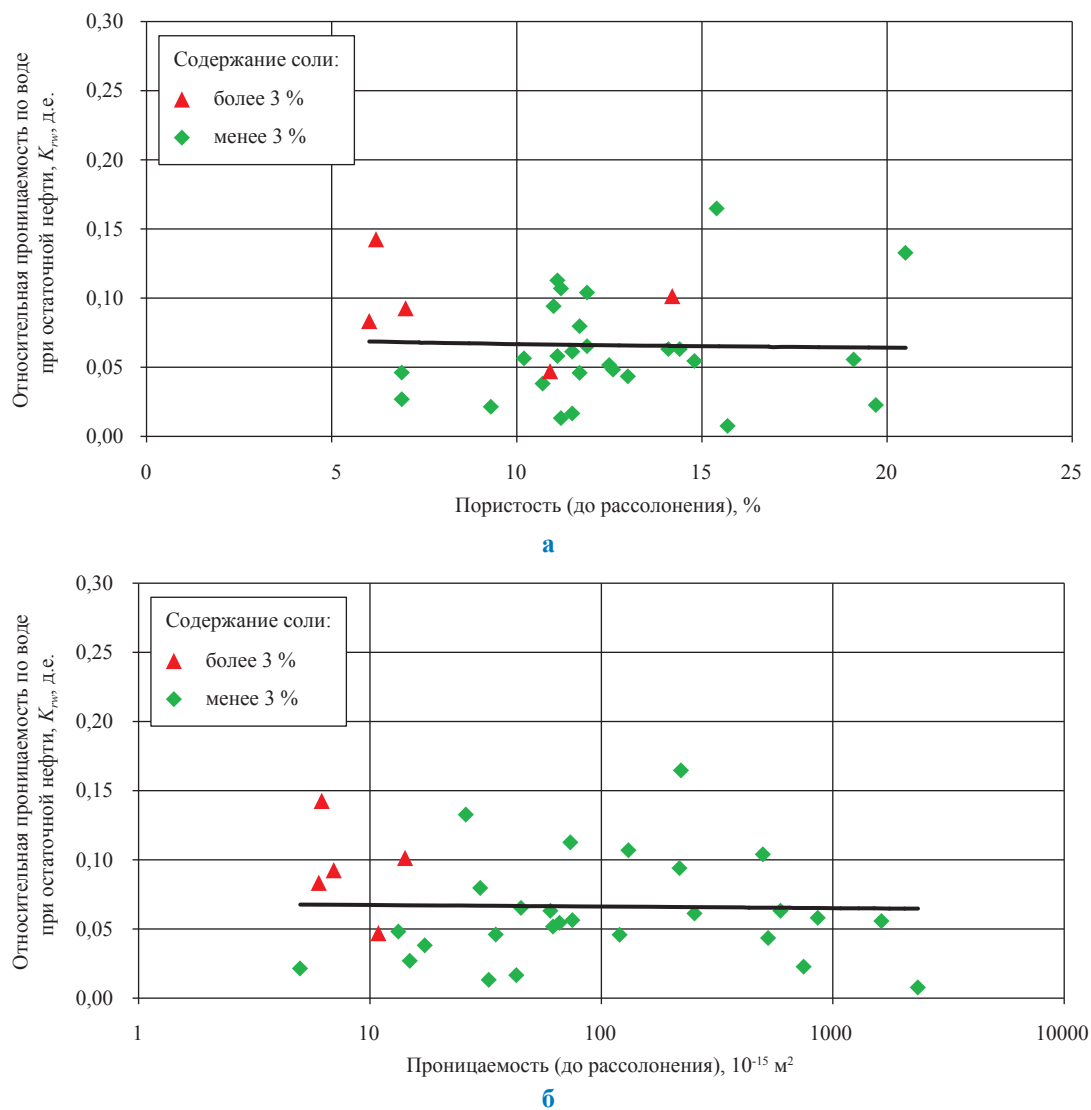 0,30
0,25
0,20
0,15
0,10
0,05
0,00
Относительная проницаемость по воде
при остаточной нефти, Krw, д.е.
Содержание соли:
более 3 %
менее 3 %
0 5 10 15 20 25
Пористость (до рассолонения), %
а
0,30
0,25
0,20
0,15
0,10
0,05
0,00
Относительная проницаемость по воде
при остаточной нефти, Krw, д.е.
Содержание соли:
более 3 %
менее 3 %
1 10 100 1000 10000
Проницаемость (до рассолонения), 10⁻¹⁵ м²
б